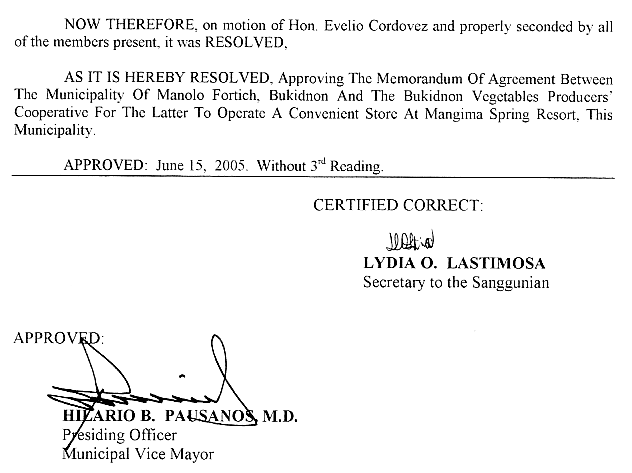 NOW THEREFORE, on motion of Hon. Evelio Cordovez and properly seconded by all
of the members present, it was RESOLVED,
AS IT IS HEREBY RESOLVED, Approving The Memorandum Of Agreement Between
The Municipality Of Manolo Fortich, Bukidnon And The Bukidnon Vegetables Producers'
Cooperative For The Latter To Operate A Convenient Store At Mangima Spring Resort, This
Municipality.
APPROVED: June 15, 2005. Without 3rd Reading.
CERTIFIED CORRECT:
LYDIA O. LASTIMOSA
Secretary to the Sanggunian
APPROVED:
HILARIO B. PAUSANOS, M.D.
Presiding Officer
Municipal Vice Mayor